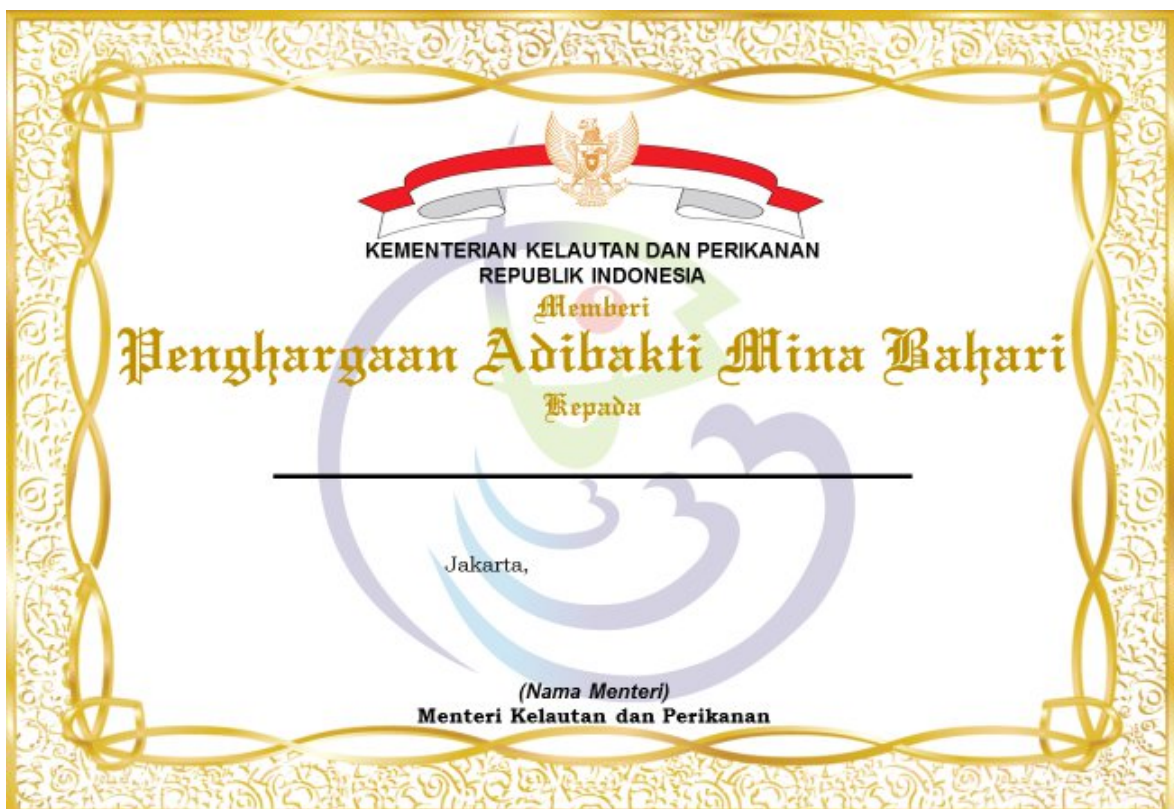 KEMENTERIAN KELAUTAN DAN PERIKANAN
REPUBLIK INDONESIA
Memberi
Penghargaan Adibakti Mina Bahari
Kepada
Jakarta,
(Nama Menteri)
Menteri Kelautan dan Perikanan